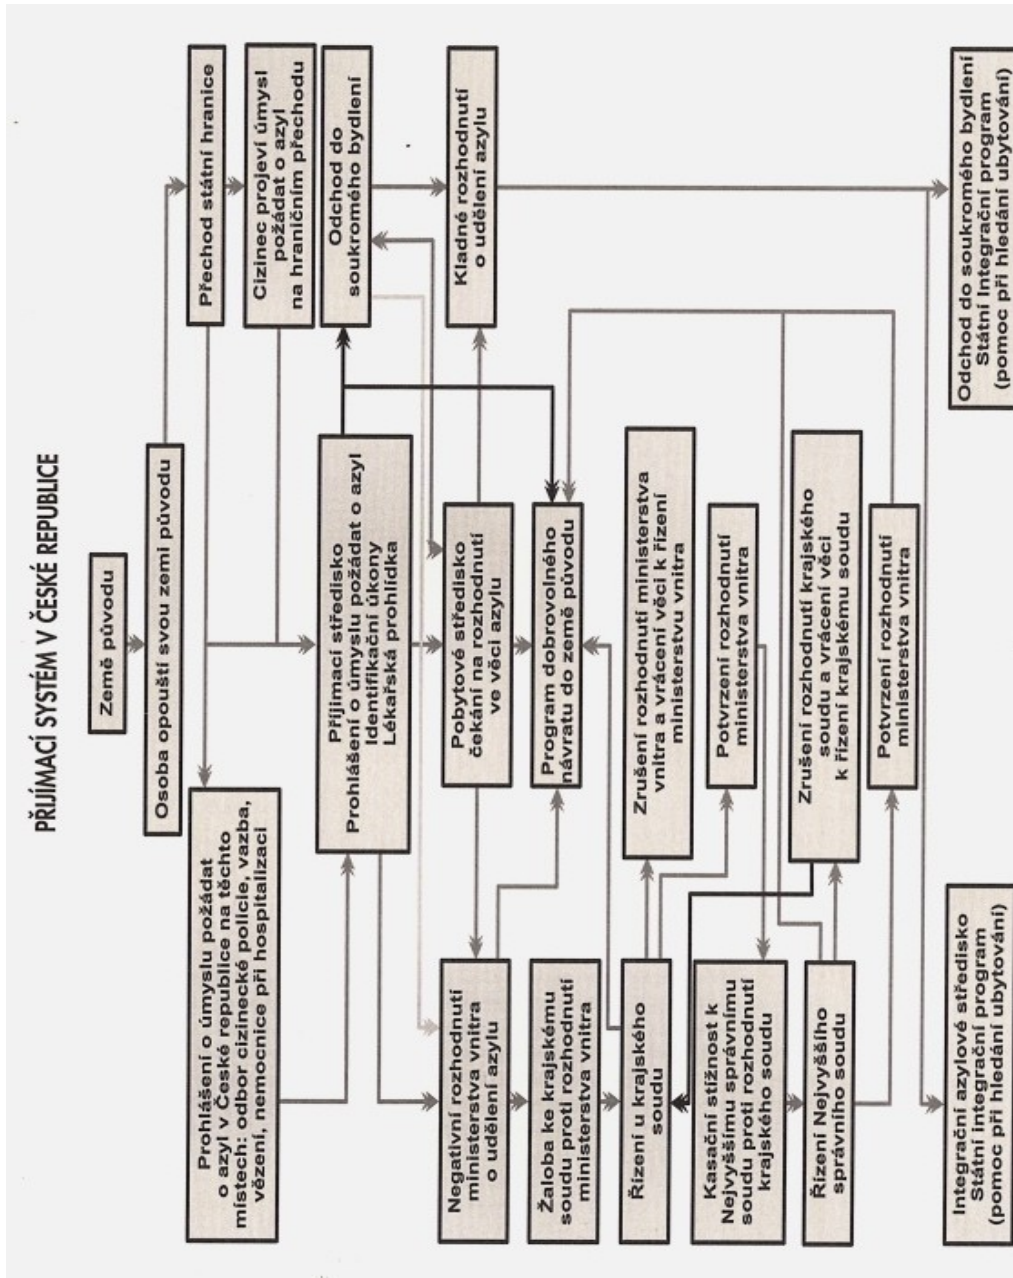 PŘIJÍMACÍ SYSTÉM V ČESKÉ REPUBLICE
Země původu
Osoba opouští svou zemi původu
Prohlášení o úmyslu požádat
o azyl v České republice na těchto
místech: odbor cizinecké policie, vazba,
vězení, nemocnice při hospitalizaci
Přechod státní hranice
Cizinec projeví úmysl
požádat o azyl
na hraničním přechodu
Přijímací středisko
Prohlášení o úmyslu požádat o azyl
Identifikační úkony
Lékařská prohlídka
Odchod do
soukromého bydlení
Negativní rozhodnutí
ministerstva vnitra
o udělení azylu
Pobytové středisko
čekání na rozhodnutí
ve věci azylu
Kladné rozhodnutí
o udělení azylu
Žaloba ke krajskému
soudu proti rozhodnutí
ministerstva vnitra
Program dobrovolného
návratu do země původu
Řízení u krajského
soudu
Zrušení rozhodnutí ministerstva
vnitra a vrácení věci k řízení
ministerstvu vnitra
Kasační stížnost k
Nejvyššímu správnímu
soudu proti rozhodnutí
krajského soudu
Potvrzení rozhodnutí
ministerstva vnitra
Řízení Nejvyššího
správního soudu
Zrušení rozhodnutí krajského
soudu a vrácení věci
k řízení krajskému soudu
Potvrzení rozhodnutí
ministerstva vnitra
Integrační azylové středisko
Státní integrační program
(pomoc při hledání ubytování)
Odchod do soukromého bydlení
Státní Integrační program
(pomoc při hledání ubytování)